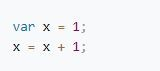 var x = 1;
x = x + 1;